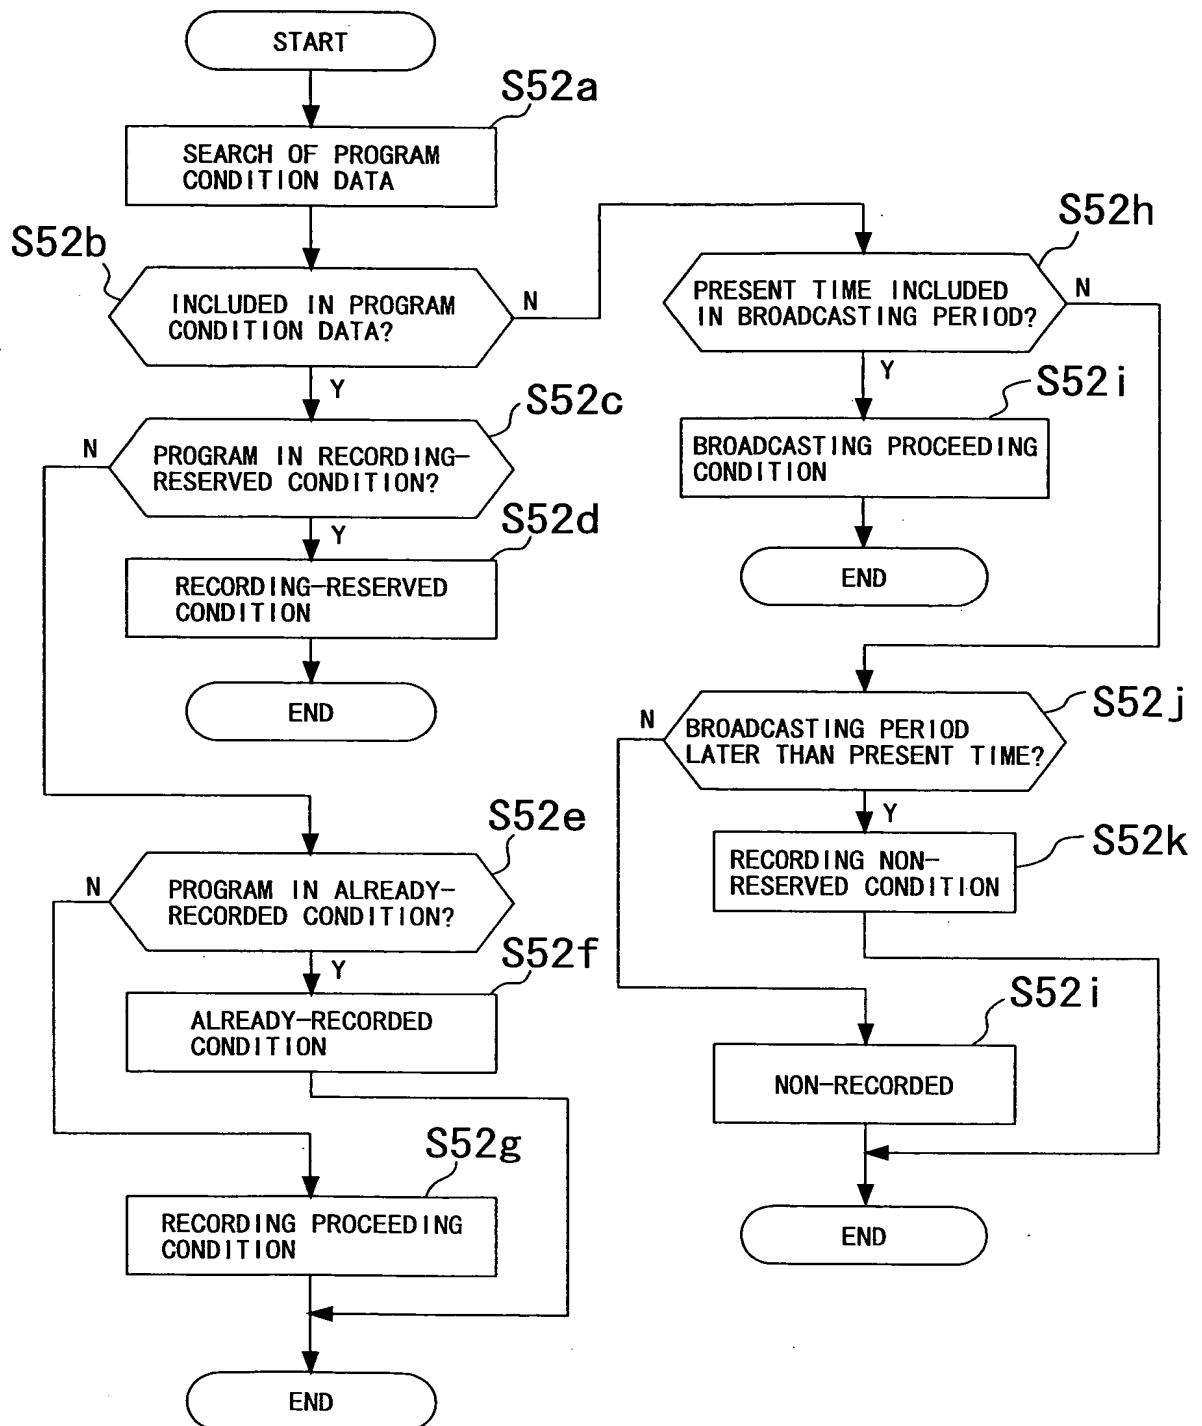 START
S52a
SEARCH OF PROGRAM
CONDITION DATA
S52b
INCLUDED IN PROGRAM
CONDITION DATA?
N
Y
S52c
PROGRAM IN RECORDING-
RESERVED CONDITION?
N
Y
S52d
RECORDING-RESERVED
CONDITION
END
S52e
PROGRAM IN ALREADY-
RECORDED CONDITION?
N
Y
S52f
ALREADY-RECORDED
CONDITION
S52g
RECORDING PROCEEDING
CONDITION
END
S52h
PRESENT TIME INCLUDED
IN BROADCASTING PERIOD?
N
Y
S52i
BROADCASTING PROCEEDING
CONDITION
END
S52j
BROADCASTING PERIOD
LATER THAN PRESENT TIME?
N
Y
S52k
RECORDING NON-
RESERVED CONDITION
S52i
NON-RECORDED
END